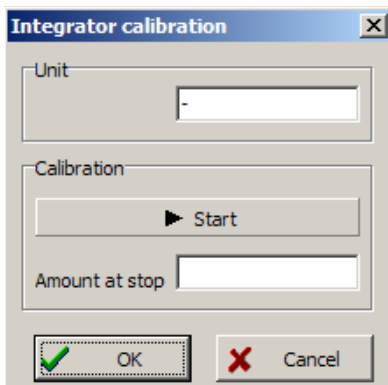 Integrator calibration
Unit
-
Calibration
Start
Amount at stop
OK Cancel